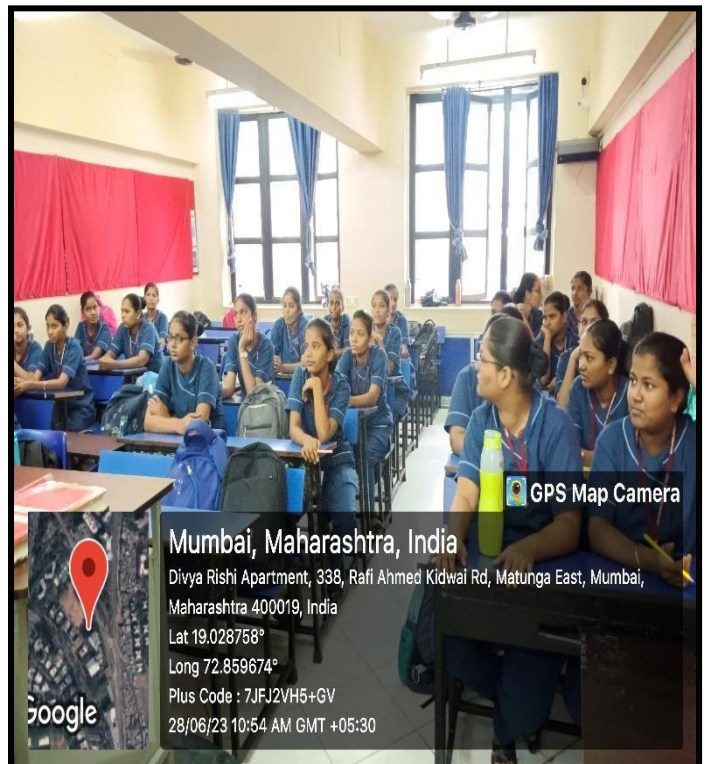 GPS Map Camera
Mumbai, Maharashtra, India
Divya Rishi Apartment, 338, Rafi Ahmed Kidwai Rd, Matunga East, Mumbai,
Maharashtra 400019, India
Lat 19.028758°
Long 72.859674°
Plus Code : 7JFJ2VH5+GV
28/06/23 10:54 AM GMT +05:30
Google